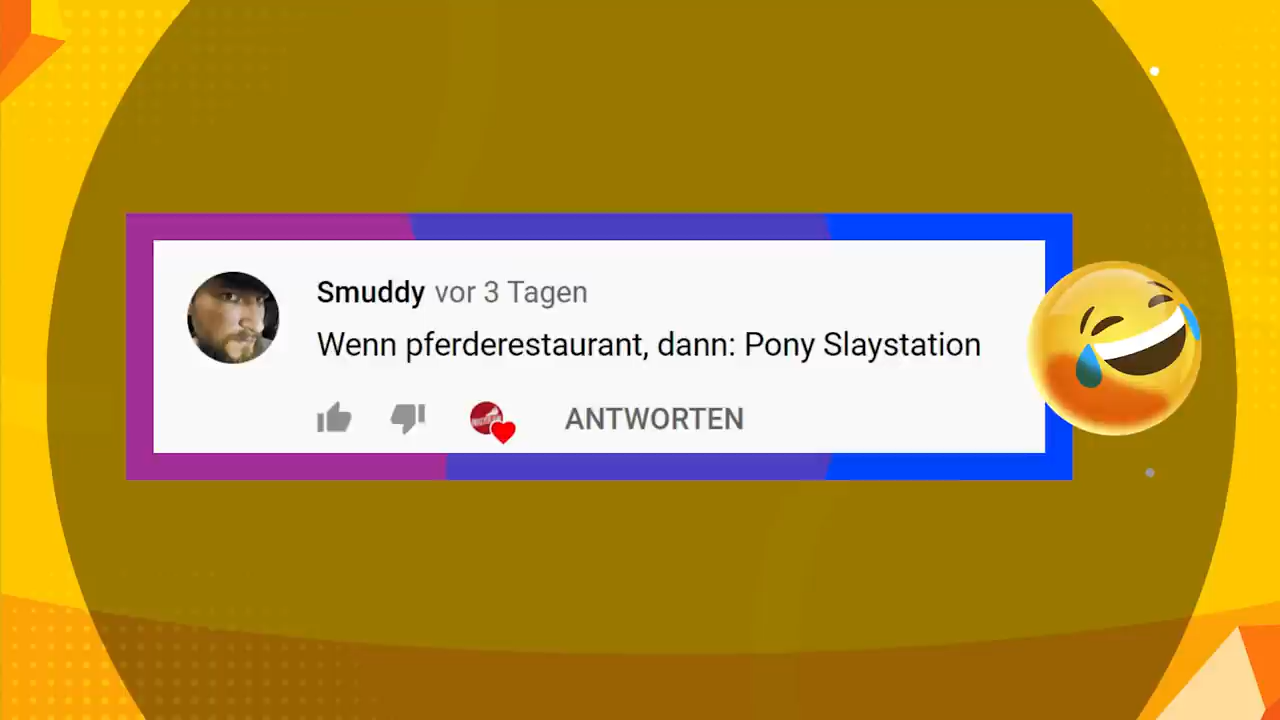 Smuddy vor 3 Tagen
Wenn pferderestaurant, dann: Pony Slaystation
ANTWORTEN